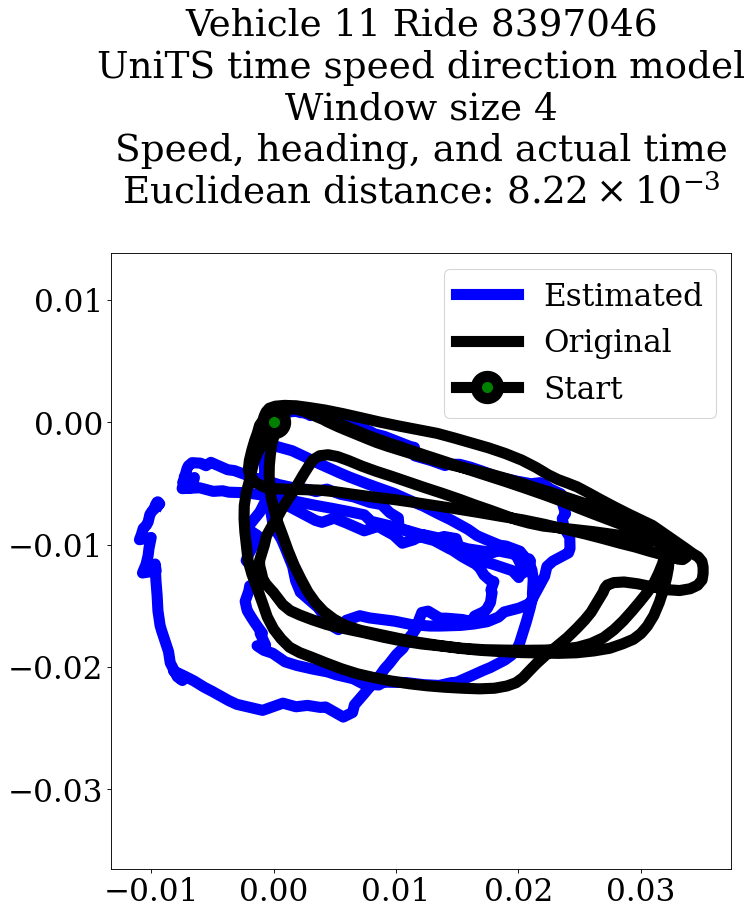 Vehicle 11 Ride 8397046
UniTS time speed direction model
Window size 4
Speed, heading, and actual time
Euclidean distance: 8.22 × 10⁻³
Estimated
Original
Start
0.01
0.00
−0.01
−0.02
−0.03
−0.01 0.00 0.01 0.02 0.03